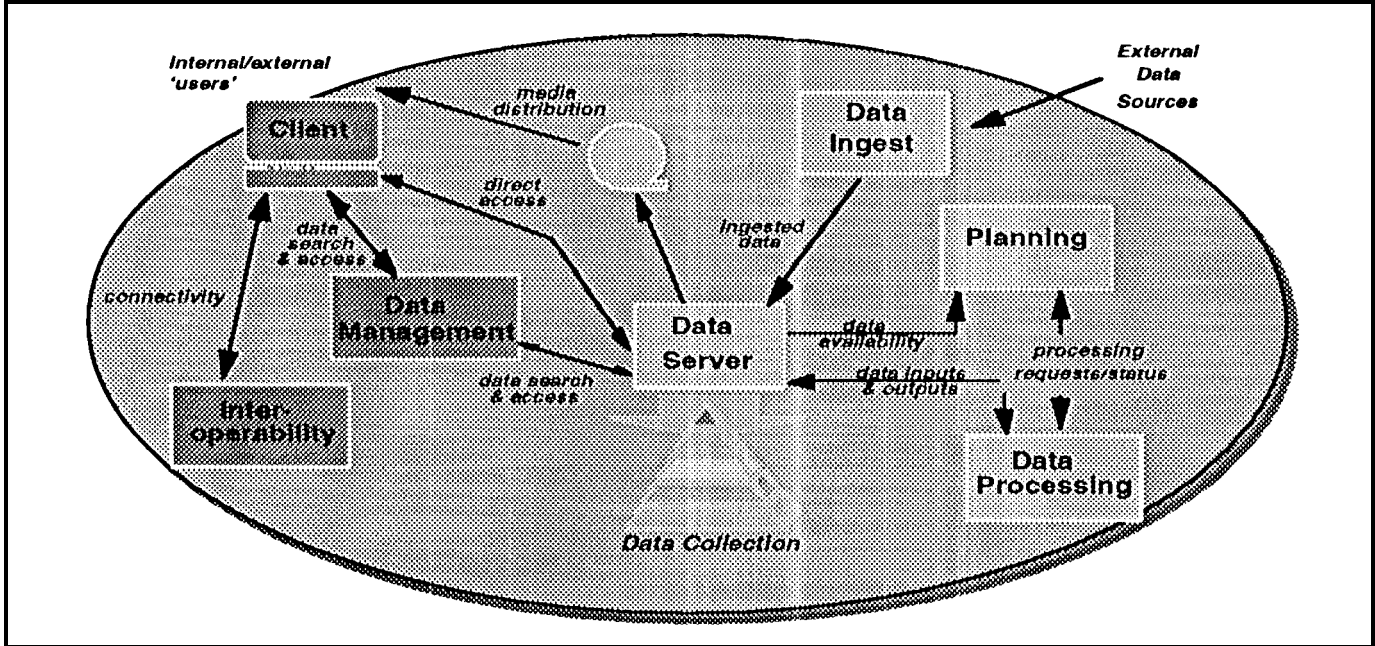 Internal/external
'users'
Client
media
distribution
Data
Ingest
External
Data
Sources
direct
access
data
search
& access
connectivity
Ingested
data
Planning
Data
Management
Data
Server
data
availability
processing
requests/status
data inputs
& outputs
data search
& access
Inter-
operability
Data
Processing
Data Collection